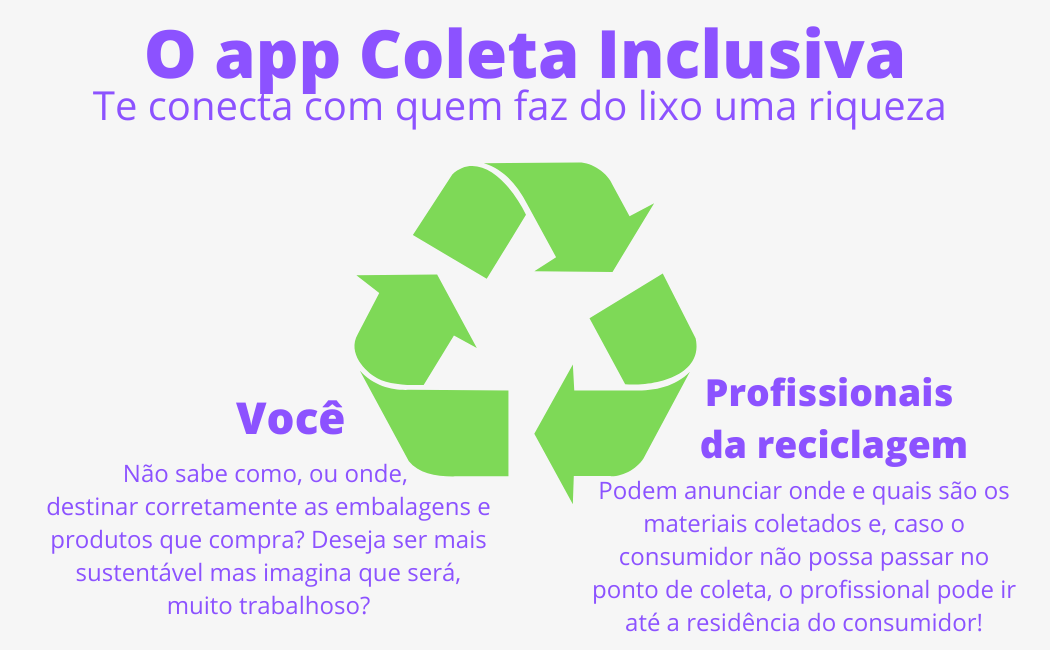 O app Coleta Inclusiva
Te conecta com quem faz do lixo uma riqueza
Você
Não sabe como, ou onde,
destinar corretamente as embalagens e
produtos que compra? Deseja ser mais
sustentável mas imagina que será,
muito trabalhoso?
Profissionais
da reciclagem
Podem anunciar onde e quais são os
materiais coletados e, caso o
consumidor não possa passar no
ponto de coleta, o profissional pode ir
até a residência do consumidor!